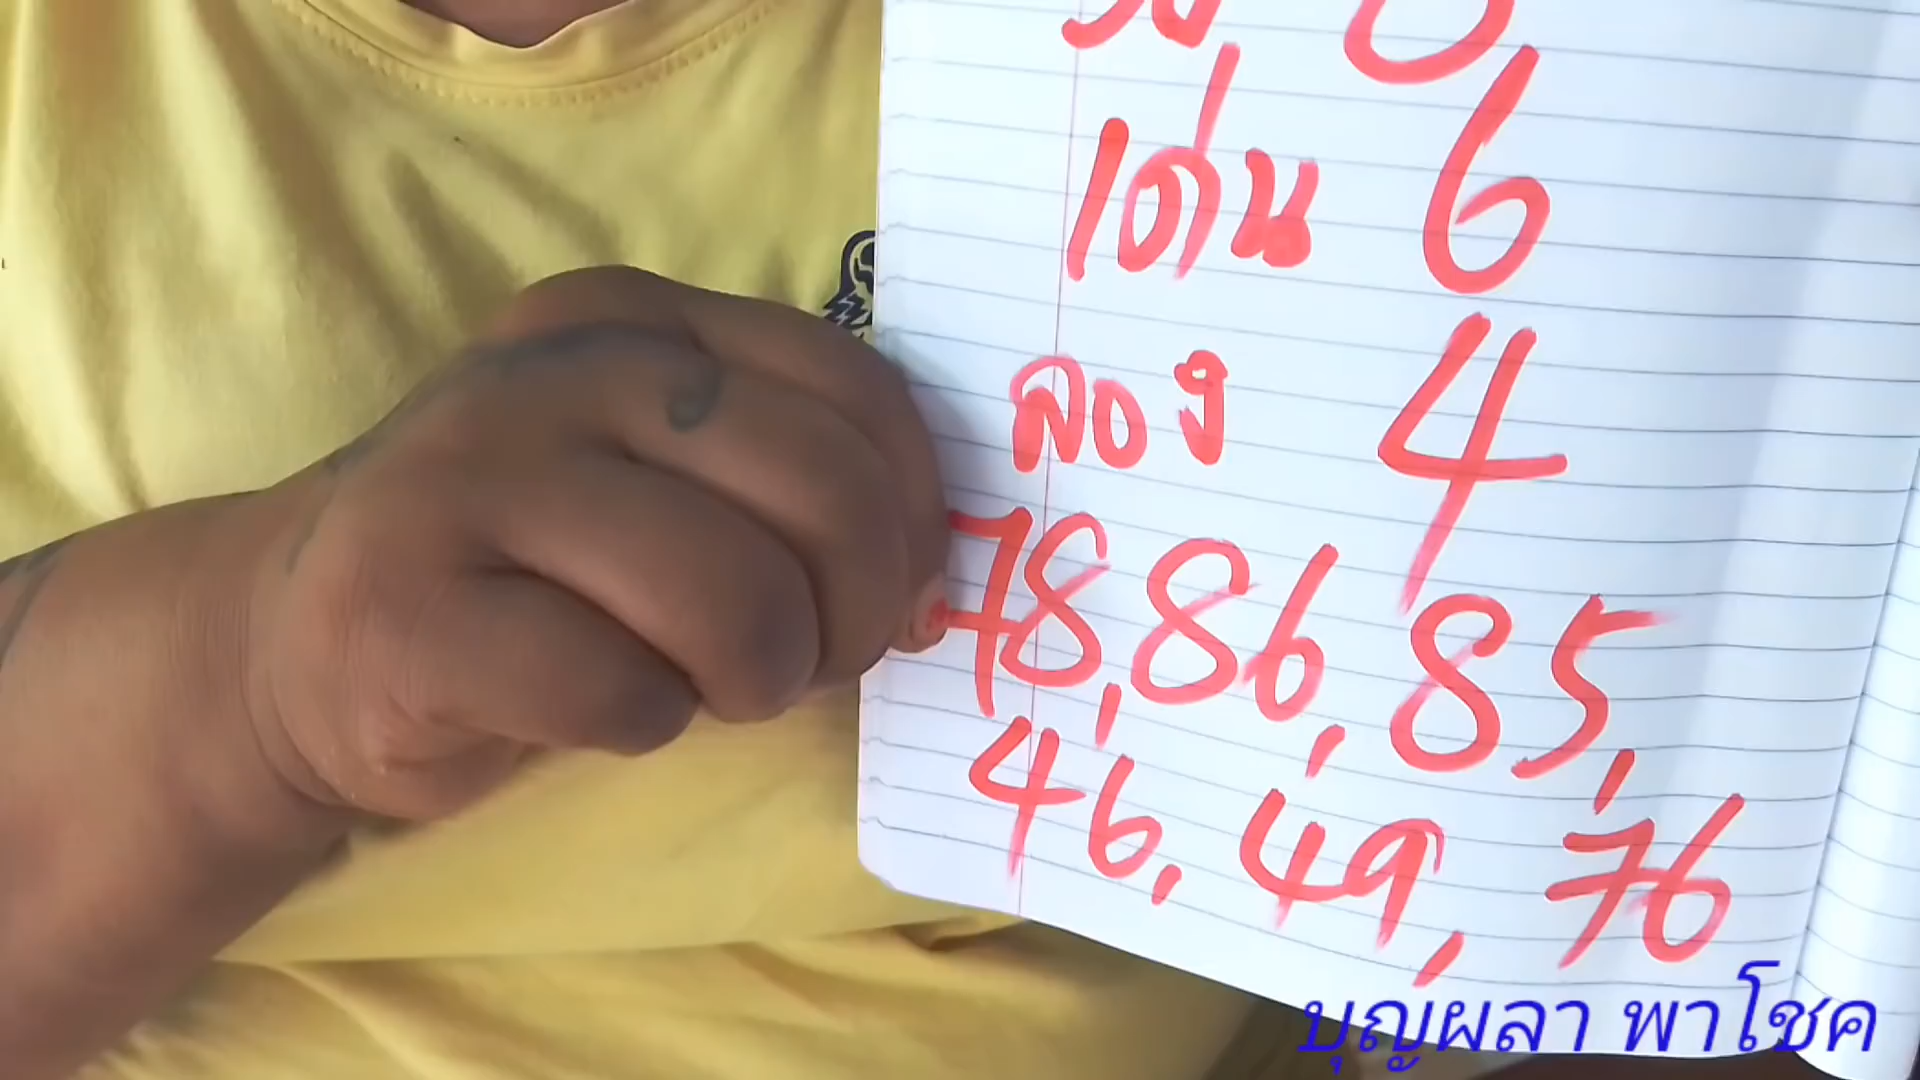 เด่น 6
ลอง 4
78, 86, 85,
46, 49, 76
บุญผลา พาโชค